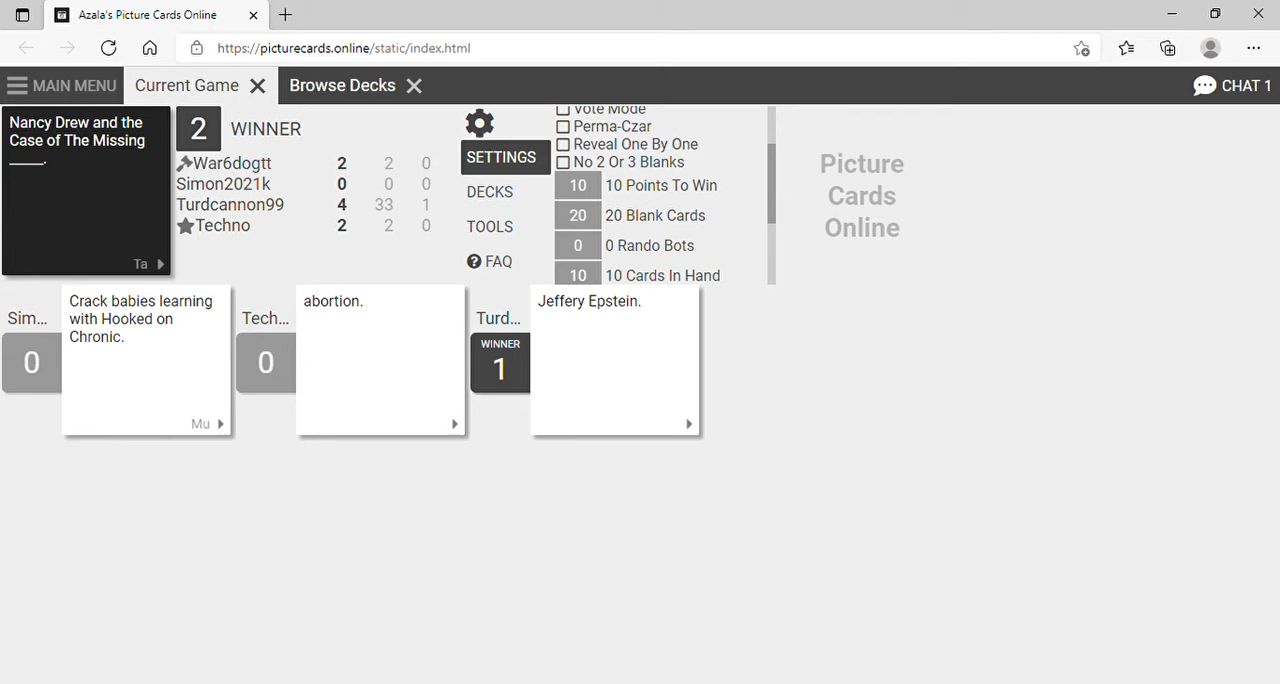 Azala's Picture Cards Online
https://picturecards.online/static/index.html
MAIN MENU
Current Game
Browse Decks
CHAT 1
Nancy Drew and the
Case of The Missing
____.
Ta
2 WINNER
War6dogtt 2 2 0
Simon2021k 0 0 0
Turdcannon99 4 33 1
Techno 2 2 0
SETTINGS
DECKS
TOOLS
FAQ
Vote Mode
Perma-Czar
Reveal One By One
No 2 Or 3 Blanks
10 10 Points To Win
20 20 Blank Cards
0 0 Rando Bots
10 10 Cards In Hand
Picture
Cards
Online
Sim...
0
Crack babies learning
with Hooked on
Chronic.
Mu
Tech...
0
abortion.
Turd...
WINNER
1
Jeffery Epstein.